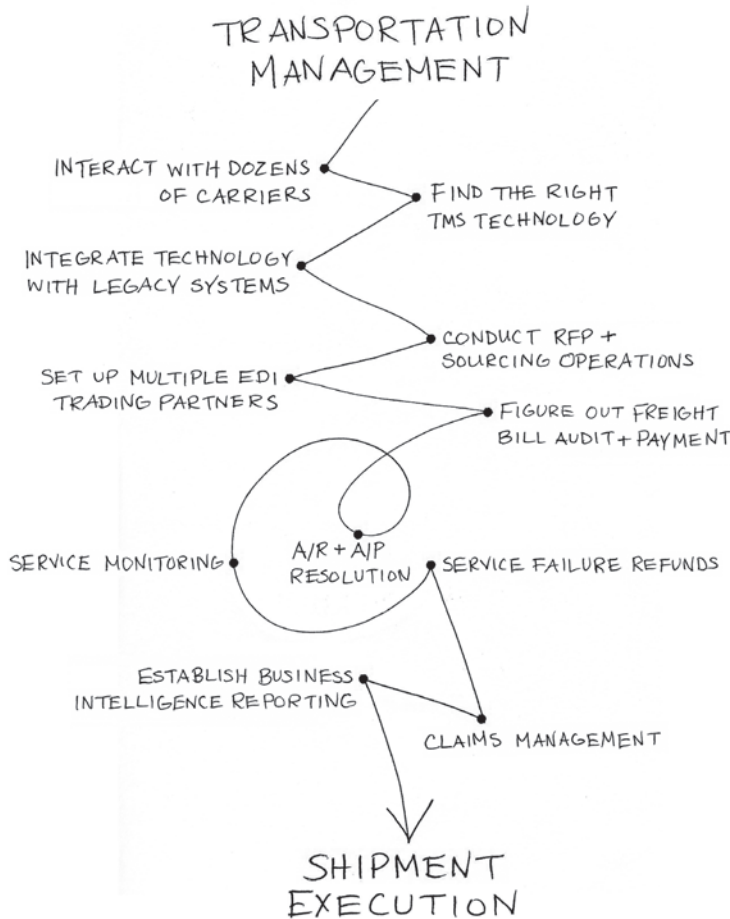 TRANSPORTATION
MANAGEMENT
INTERACT WITH DOZENS
OF CARRIERS
FIND THE RIGHT
TMS TECHNOLOGY
INTEGRATE TECHNOLOGY
WITH LEGACY SYSTEMS
CONDUCT RFP +
SOURCING OPERATIONS
SET UP MULTIPLE EDI
TRADING PARTNERS
FIGURE OUT FREIGHT
BILL AUDIT + PAYMENT
A/R + A/P
RESOLUTION
SERVICE MONITORING
SERVICE FAILURE REFUNDS
CLAIMS MANAGEMENT
ESTABLISH BUSINESS
INTELLIGENCE REPORTING
SHIPMENT
EXECUTION